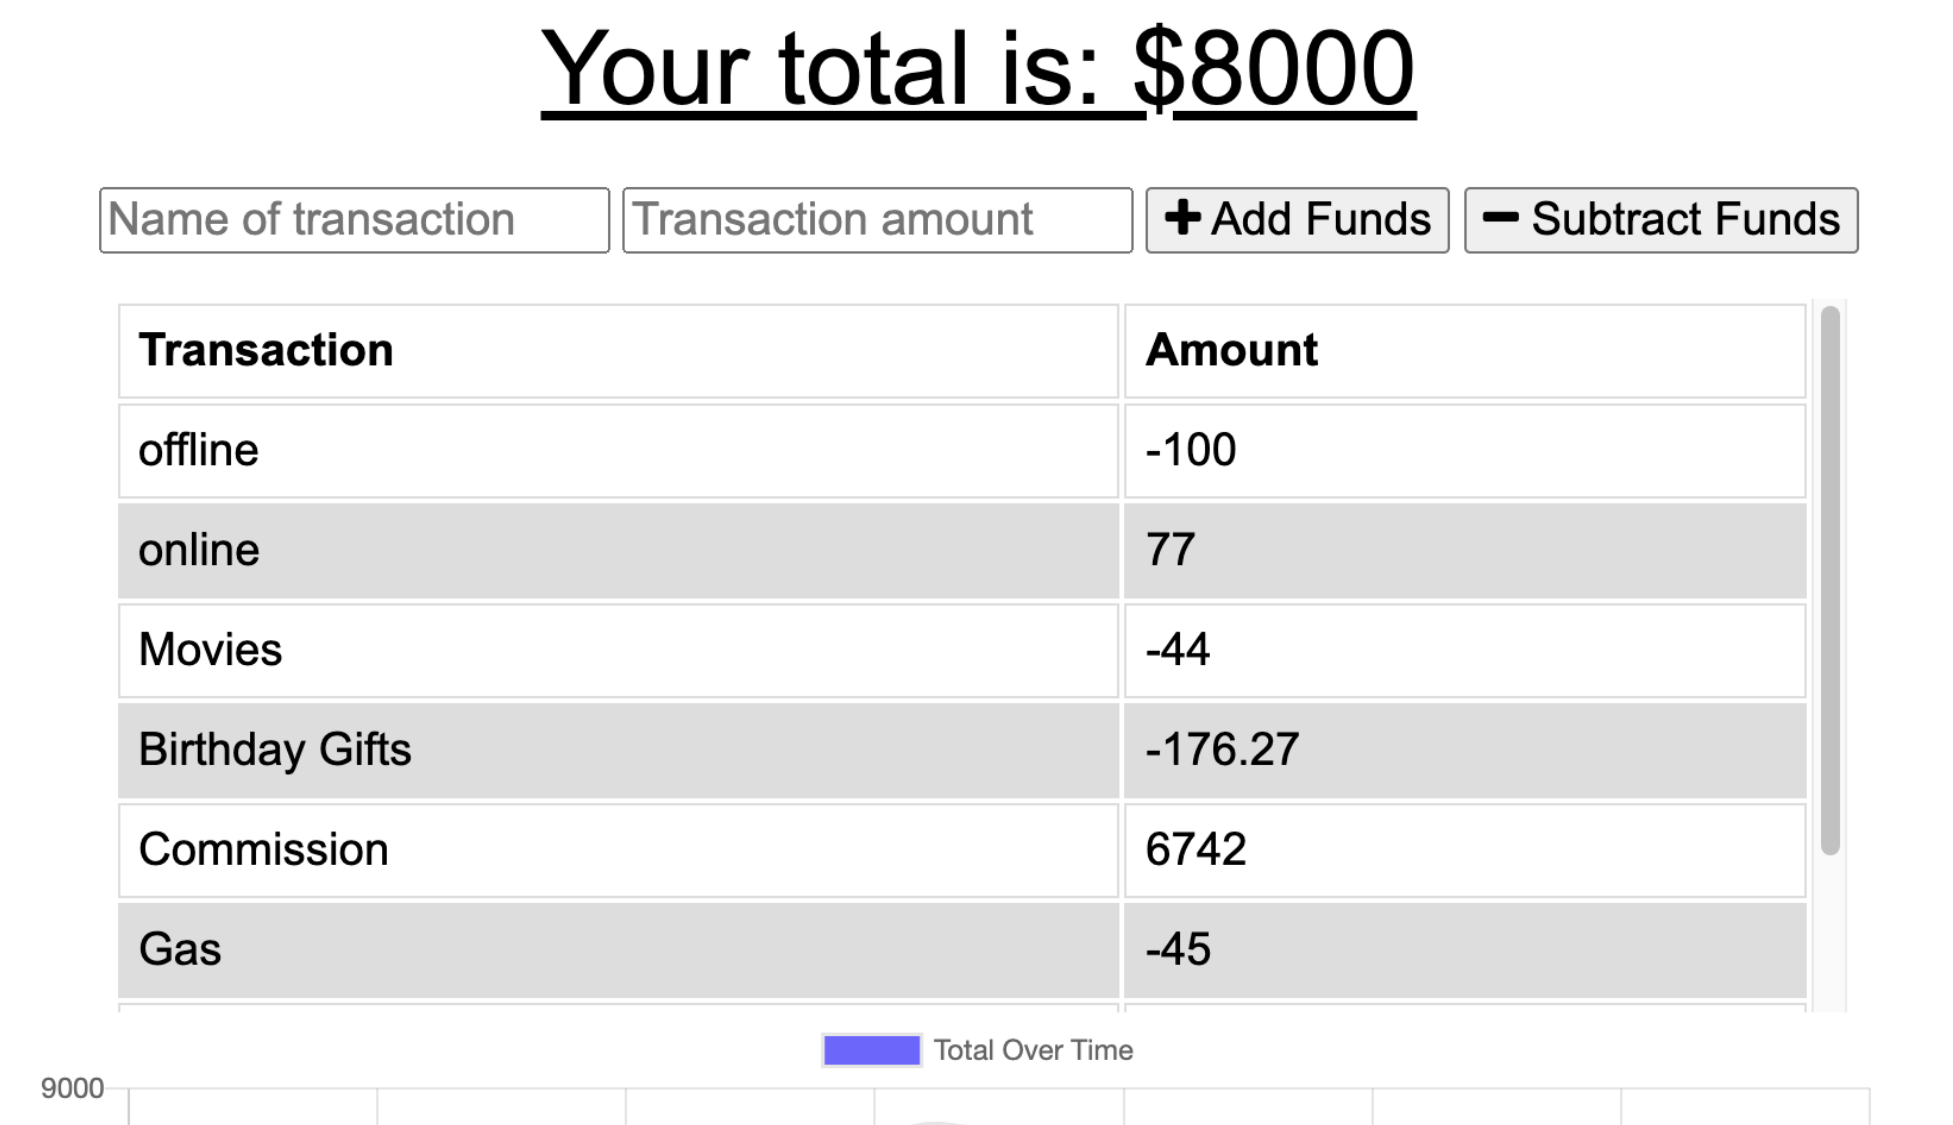 Your total is: $8000
Name of transaction Transaction amount Add Funds Subtract Funds
Transaction Amount
offline -100
online 77
Movies -44
Birthday Gifts -176.27
Commission 6742
Gas -45
Total Over Time
9000